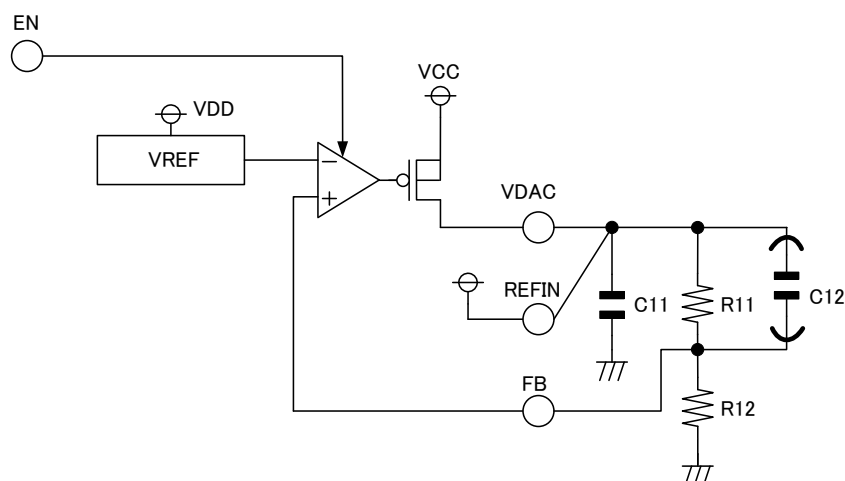 EN
VDD
VCC
VREF
−
+
VDAC
REFIN
C11
R11
C12
FB
R12